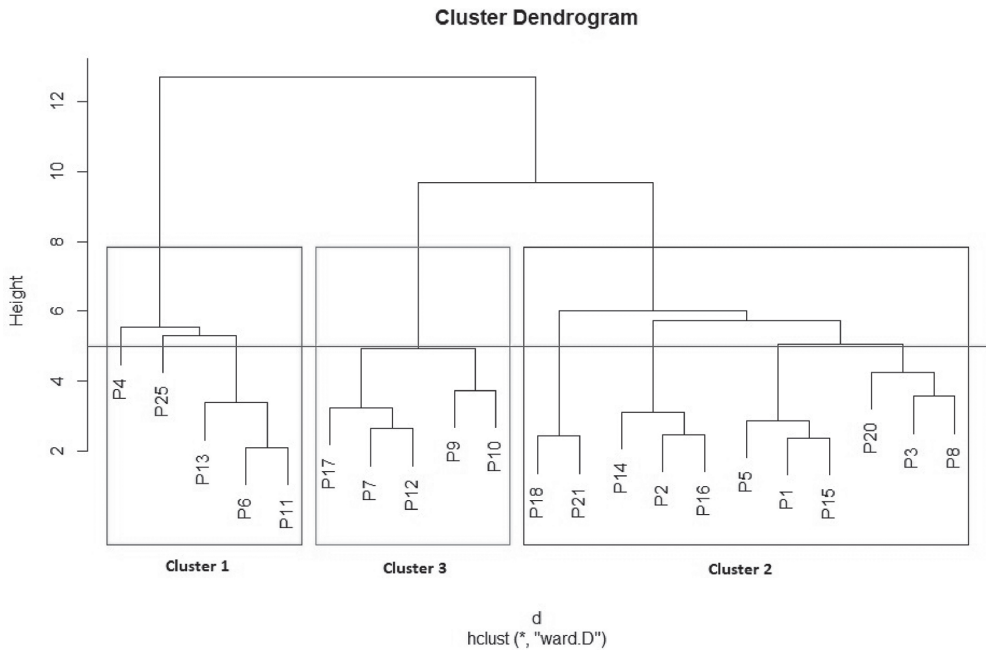 Cluster Dendrogram
Height
12
10
8
6
4
2
P4
P25
P13
P6
P11
P17
P7
P12
P9
P10
P18
P21
P14
P2
P16
P5
P1
P15
P20
P3
P8
Cluster 1
Cluster 3
Cluster 2
d
hclust (*, "ward.D")